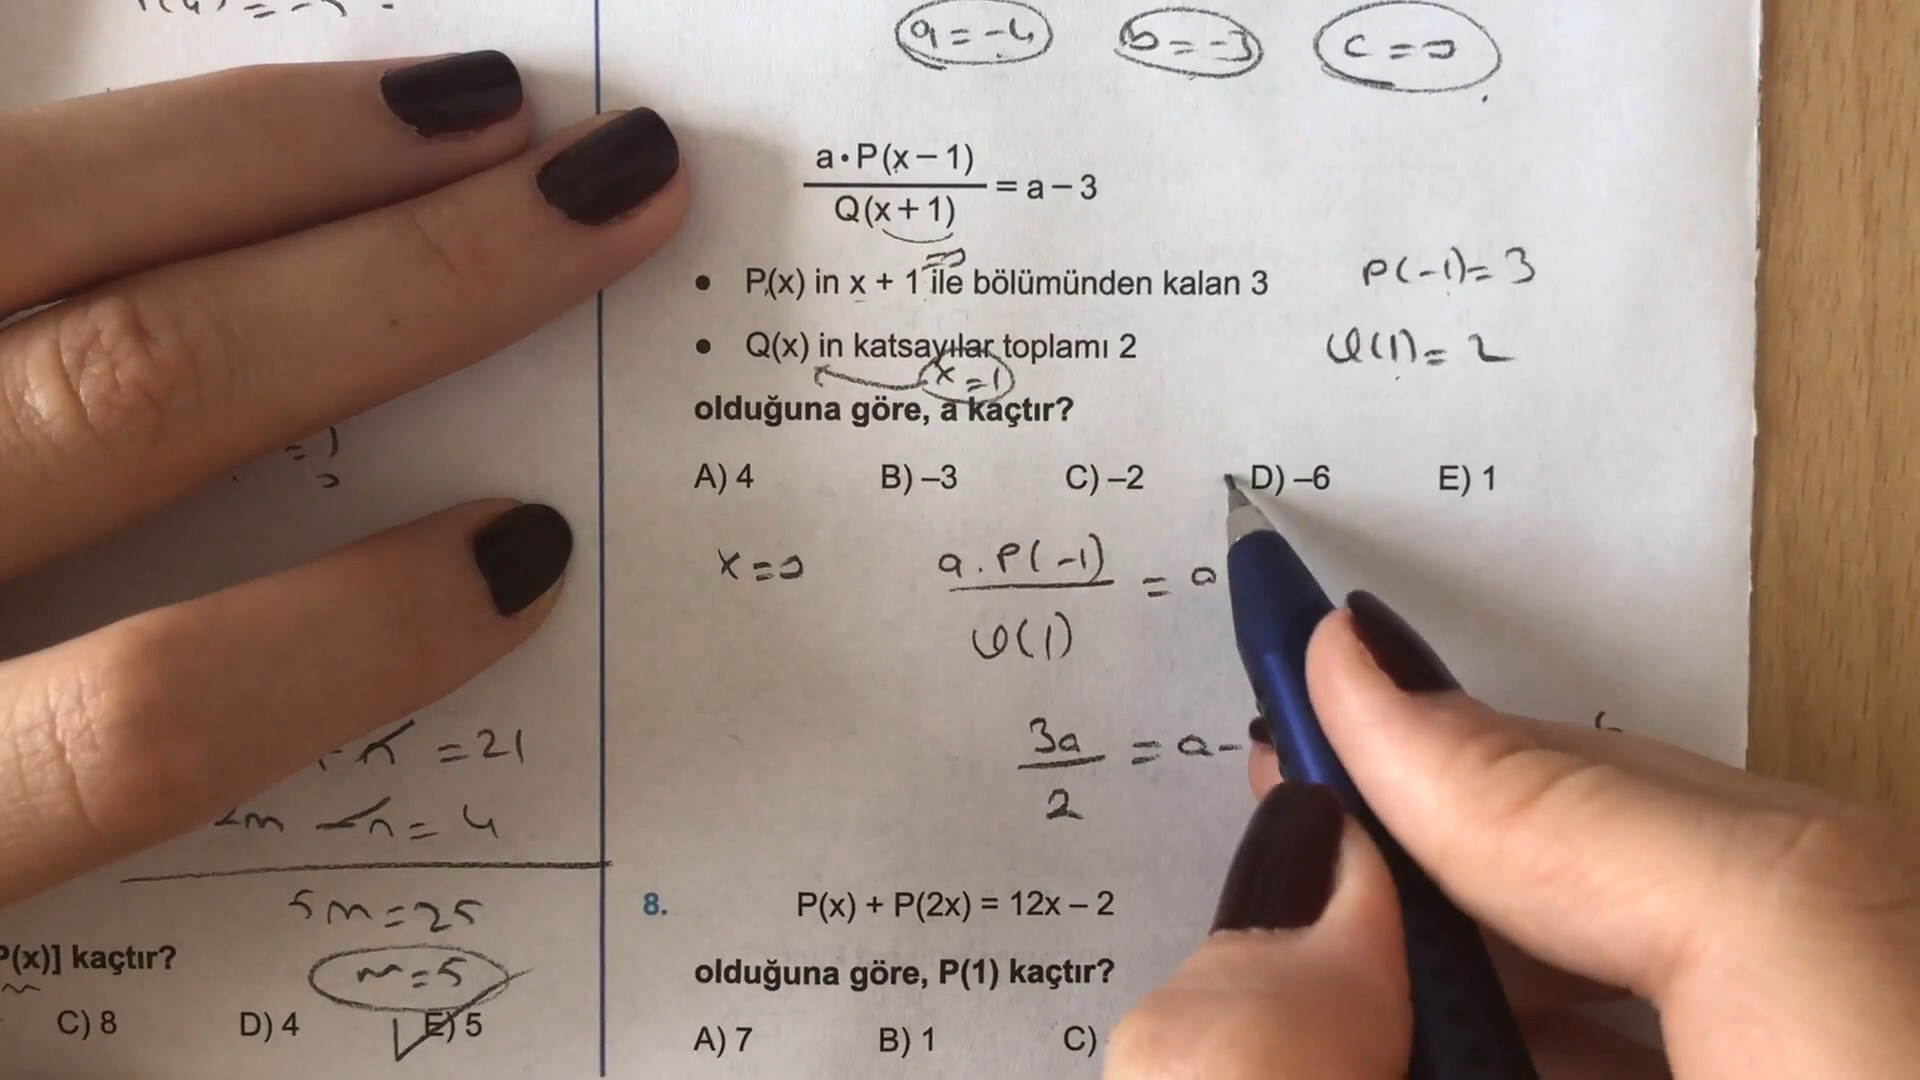 a = -4 b = -3 c = 0
a·P(x – 1)
Q(x + 1)
= a – 3
=0
• P(x) in x + 1 ile bölümünden kalan 3
P(-1) = 3
• Q(x) in katsayılar toplamı 2
Q(1) = 2
x = 1
olduğuna göre, a kaçtır?
A) 4 B) –3 C) –2 D) –6 E) 1
x = 0
a . P(-1)
Q(1)
= a
3a
2
= a -
= 21
-n = 4
5m = 25
m = 5
P(x)] kaçtır?
C) 8 D) 4 E) 5
8. P(x) + P(2x) = 12x – 2
olduğuna göre, P(1) kaçtır?
A) 7 B) 1 C)